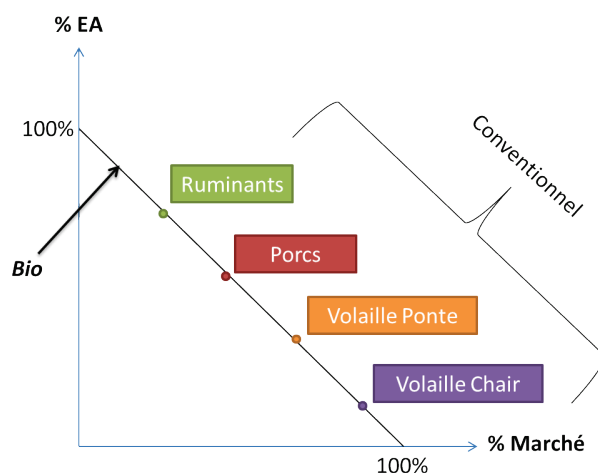 % EA
100%
Ruminants
Conventionnel
Porcs
Bio
Volaille Ponte
Volaille Chair
% Marché
100%